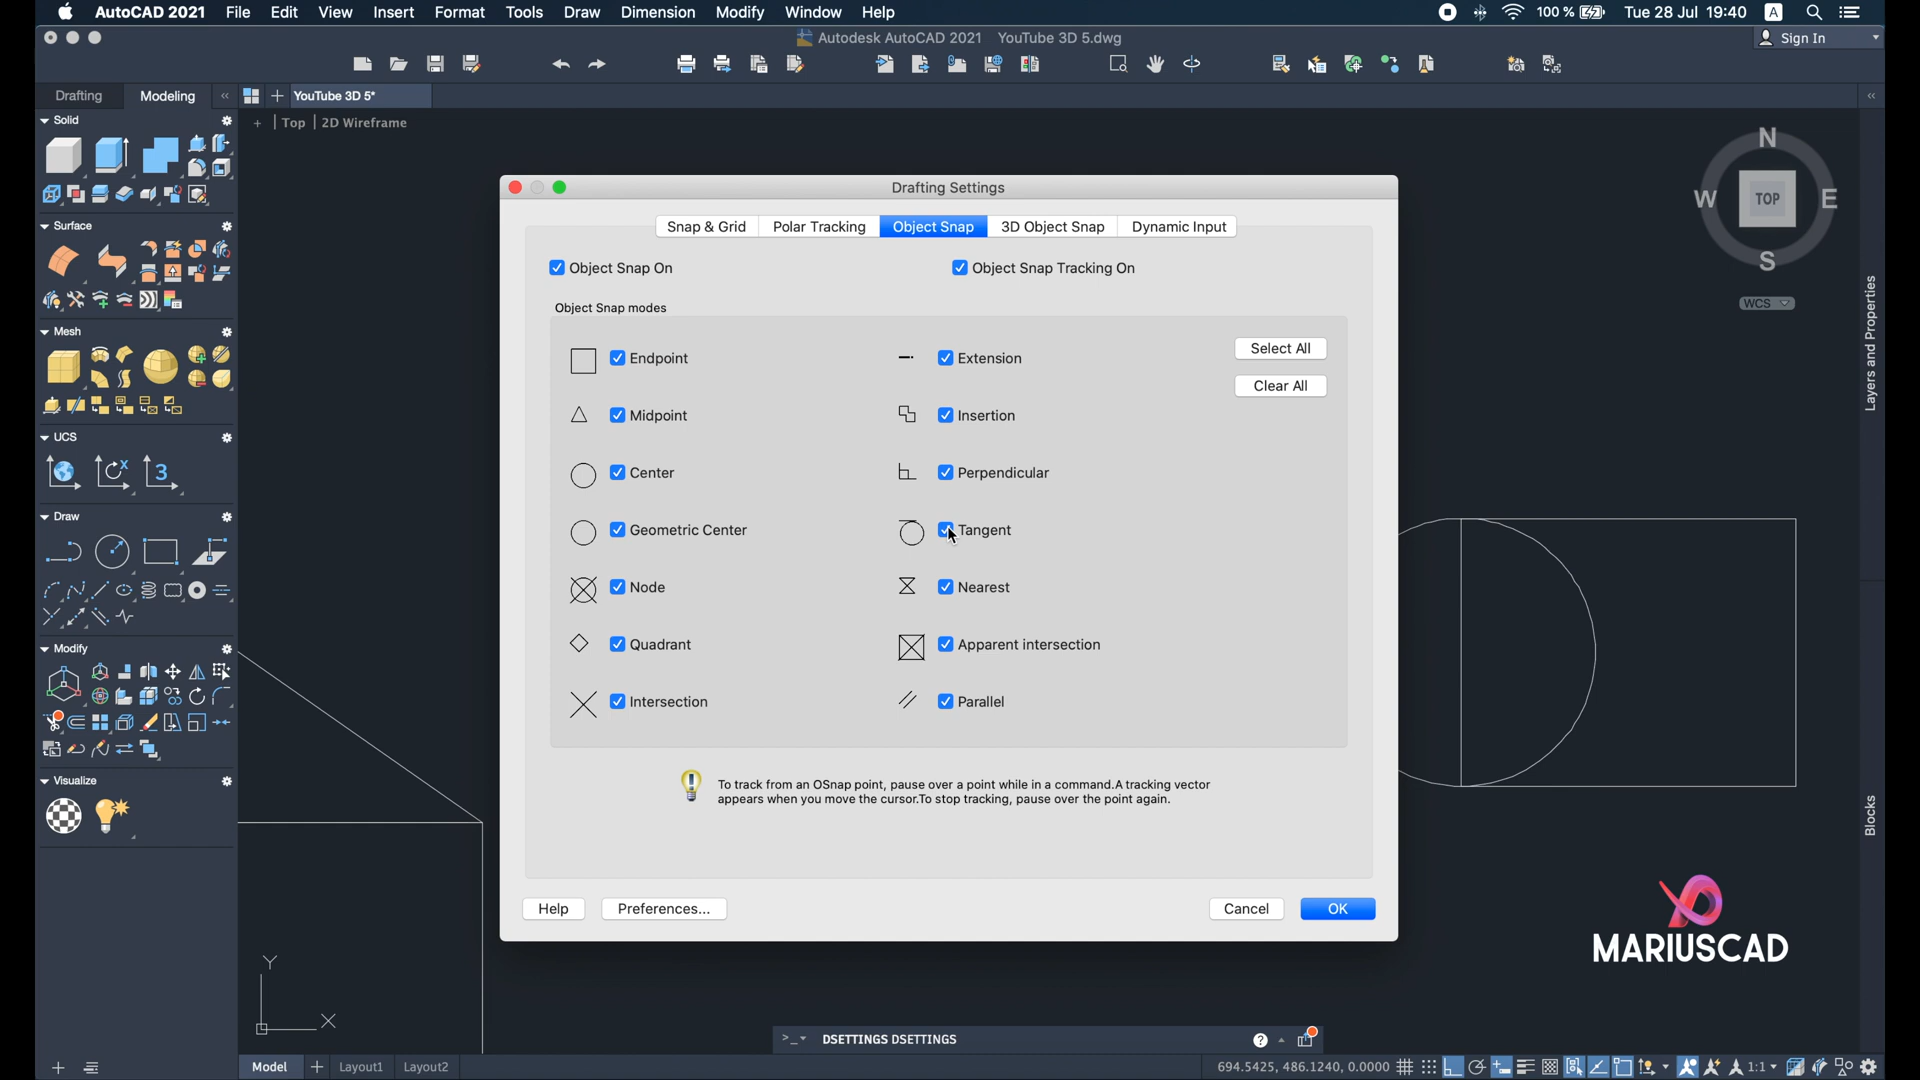 AutoCAD 2021 File Edit View Insert Format Tools Draw Dimension Modify Window Help 100 % Tue 28 Jul 19:40 A
Autodesk AutoCAD 2021 YouTube 3D 5.dwg Sign In
Drafting Modeling YouTube 3D 5*
+ | Top | 2D Wireframe
Solid
Surface
Mesh
UCS
X
3
Draw
Modify
Visualize
N
W TOP E
S
WCS
Layers and Properties
Blocks
Drafting Settings
Snap & Grid Polar Tracking Object Snap 3D Object Snap Dynamic Input
Object Snap On Object Snap Tracking On
Object Snap modes
Endpoint Extension Select All
Clear All
Midpoint Insertion
Center Perpendicular
Geometric Center Tangent
Node Nearest
Quadrant Apparent intersection
Intersection Parallel
To track from an OSnap point, pause over a point while in a command.A tracking vector
appears when you move the cursor.To stop tracking, pause over the point again.
Help Preferences... Cancel OK
MARIUSCAD
Y
X
>_ DSETTINGS DSETTINGS ?
Model + Layout1 Layout2 694.5425, 486.1240, 0.0000 1:1